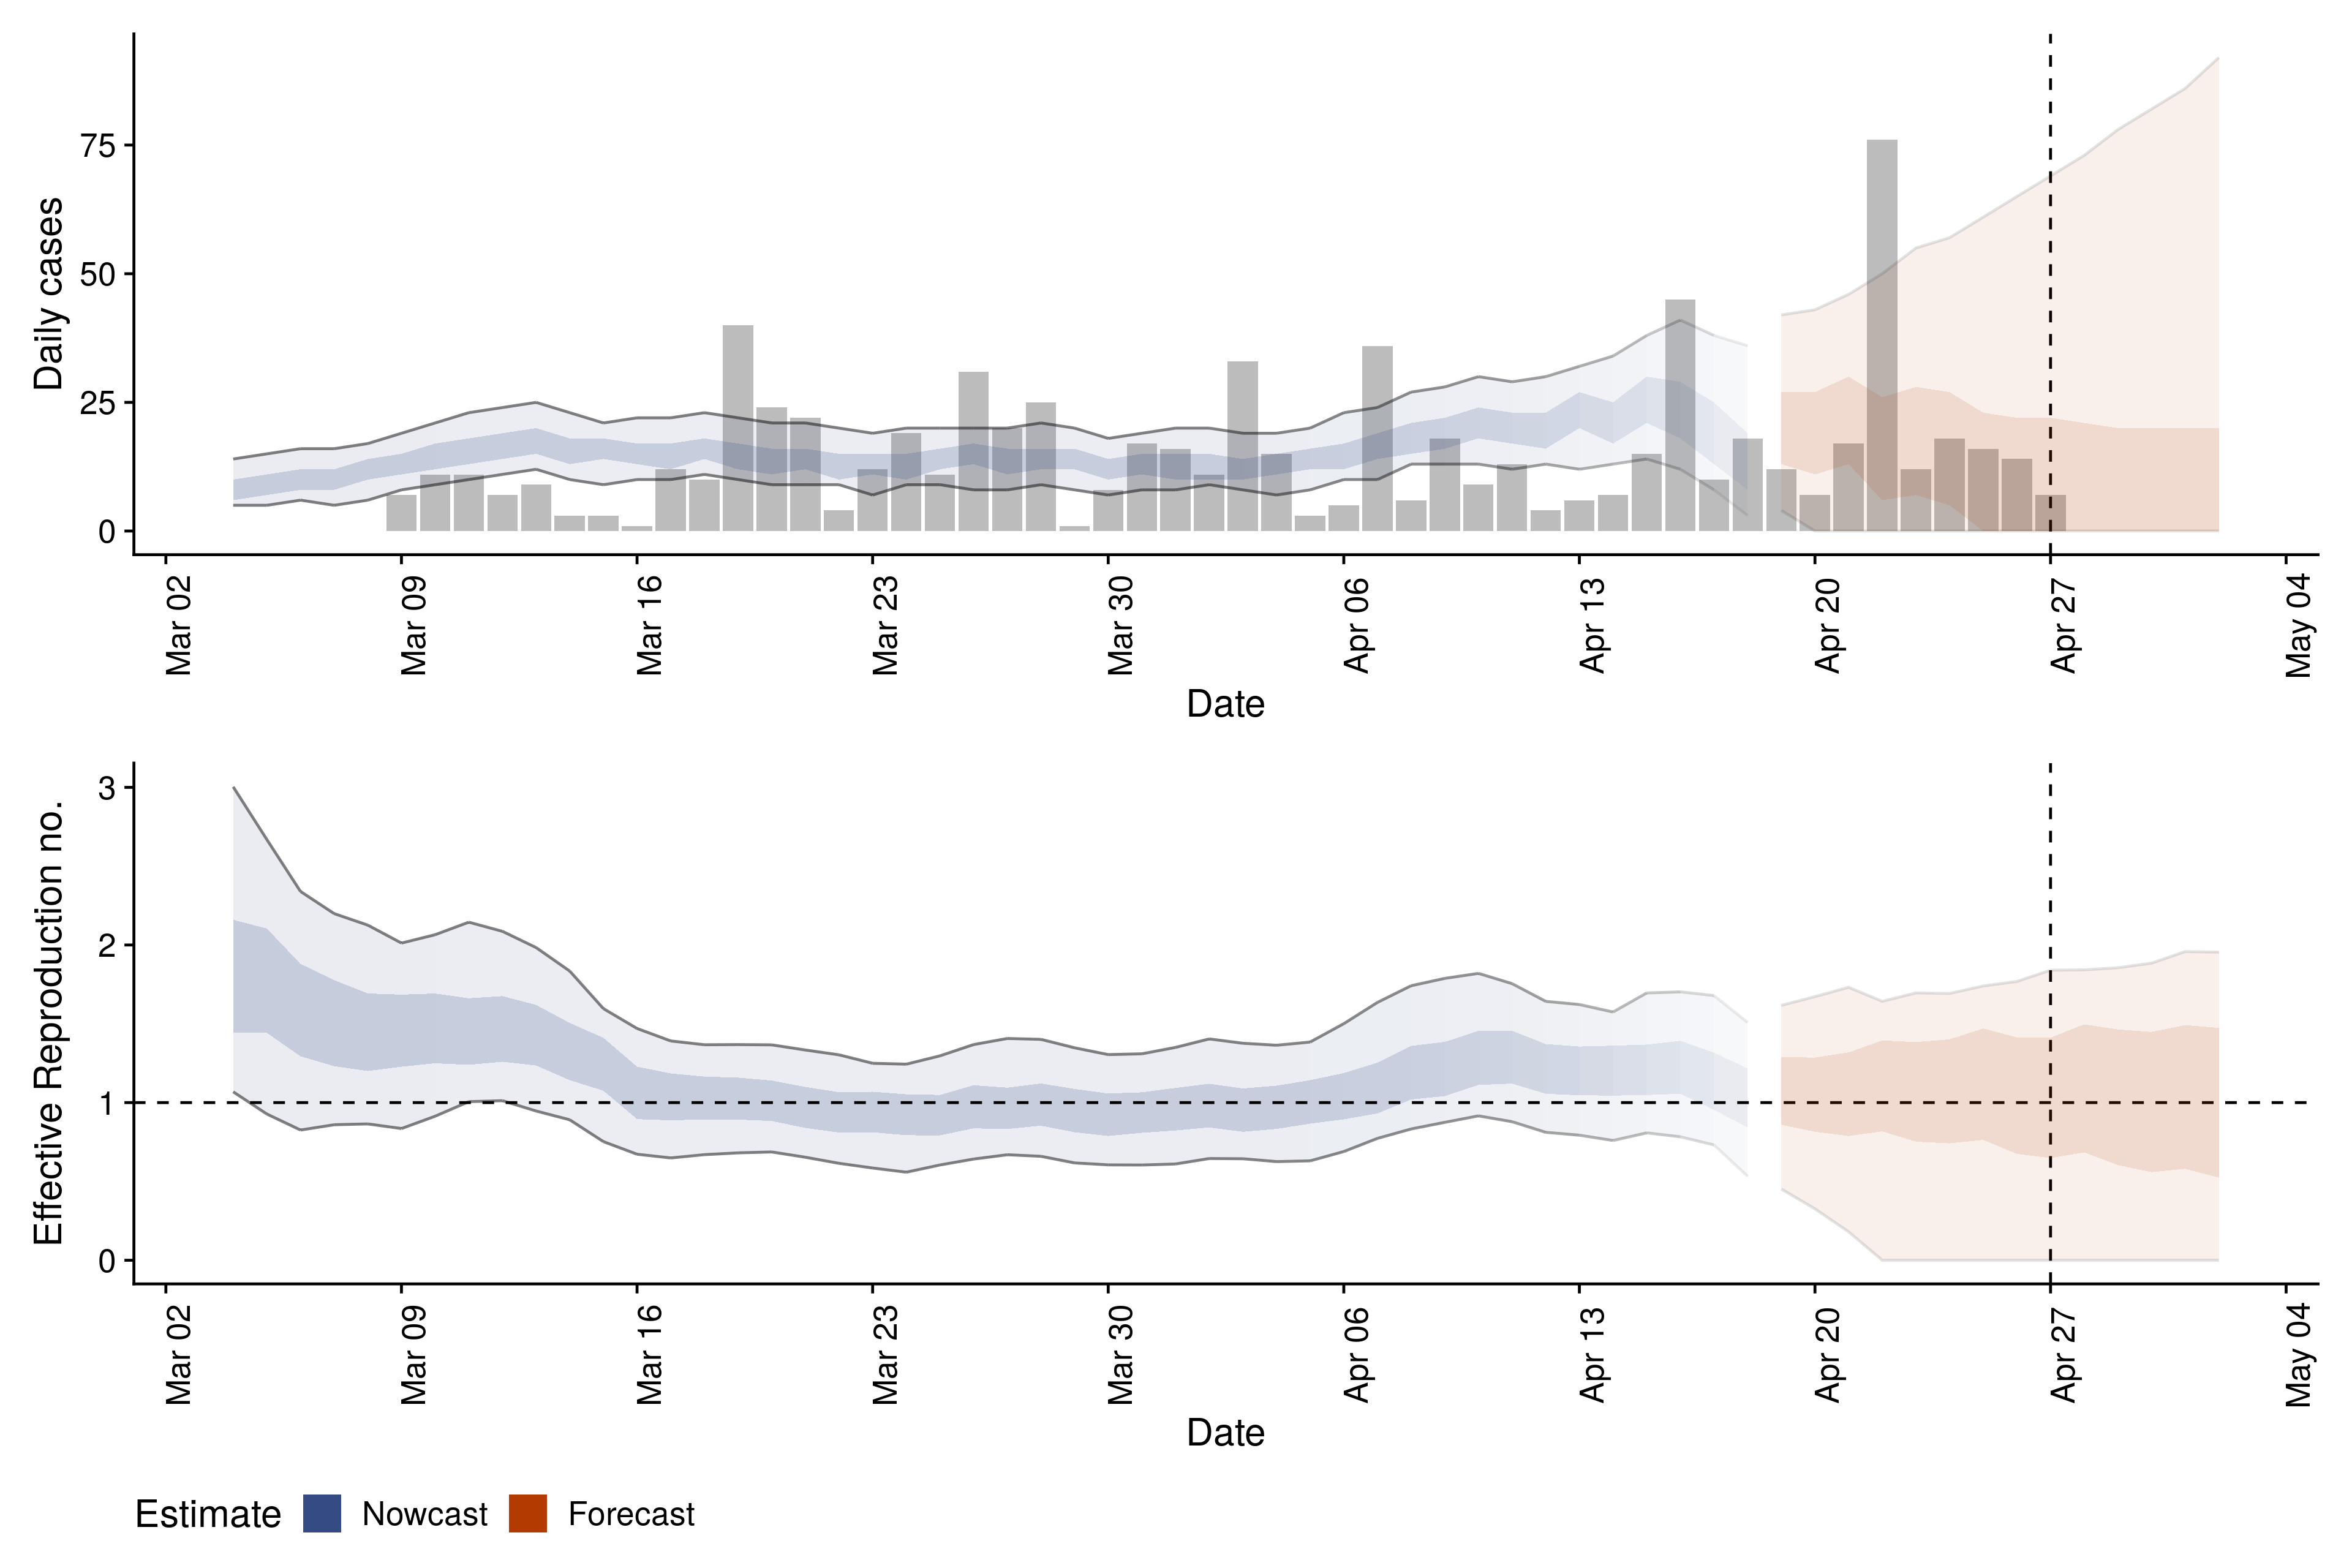 Daily cases
75
50
25
0
Mar 02
Mar 09
Mar 16
Mar 23
Mar 30
Apr 06
Apr 13
Apr 20
Apr 27
May 04
Date
Effective Reproduction no.
3
2
1
0
Mar 02
Mar 09
Mar 16
Mar 23
Mar 30
Apr 06
Apr 13
Apr 20
Apr 27
May 04
Date
Estimate Nowcast Forecast